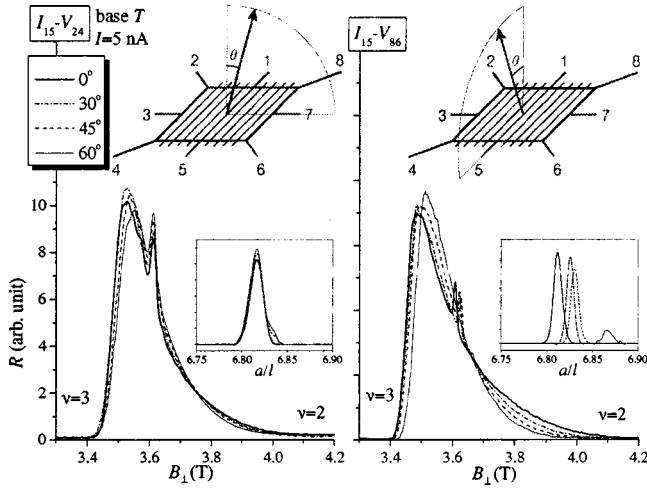 I₁₅-V₂₄
base T
I=5 nA
0°
30°
45°
60°
θ
1
2
3
4
5
6
7
8
R (arb. unit)
10
8
6
4
2
0
ν=3
ν=2
3.4
3.6
3.8
4.0
4.2
B⊥(T)
6.75
6.80
6.85
6.90
a/l
I₁₅-V₈₆
θ
1
2
3
4
5
6
7
8
ν=3
ν=2
3.4
3.6
3.8
4.0
4.2
B⊥(T)
6.75
6.80
6.85
6.90
a/l